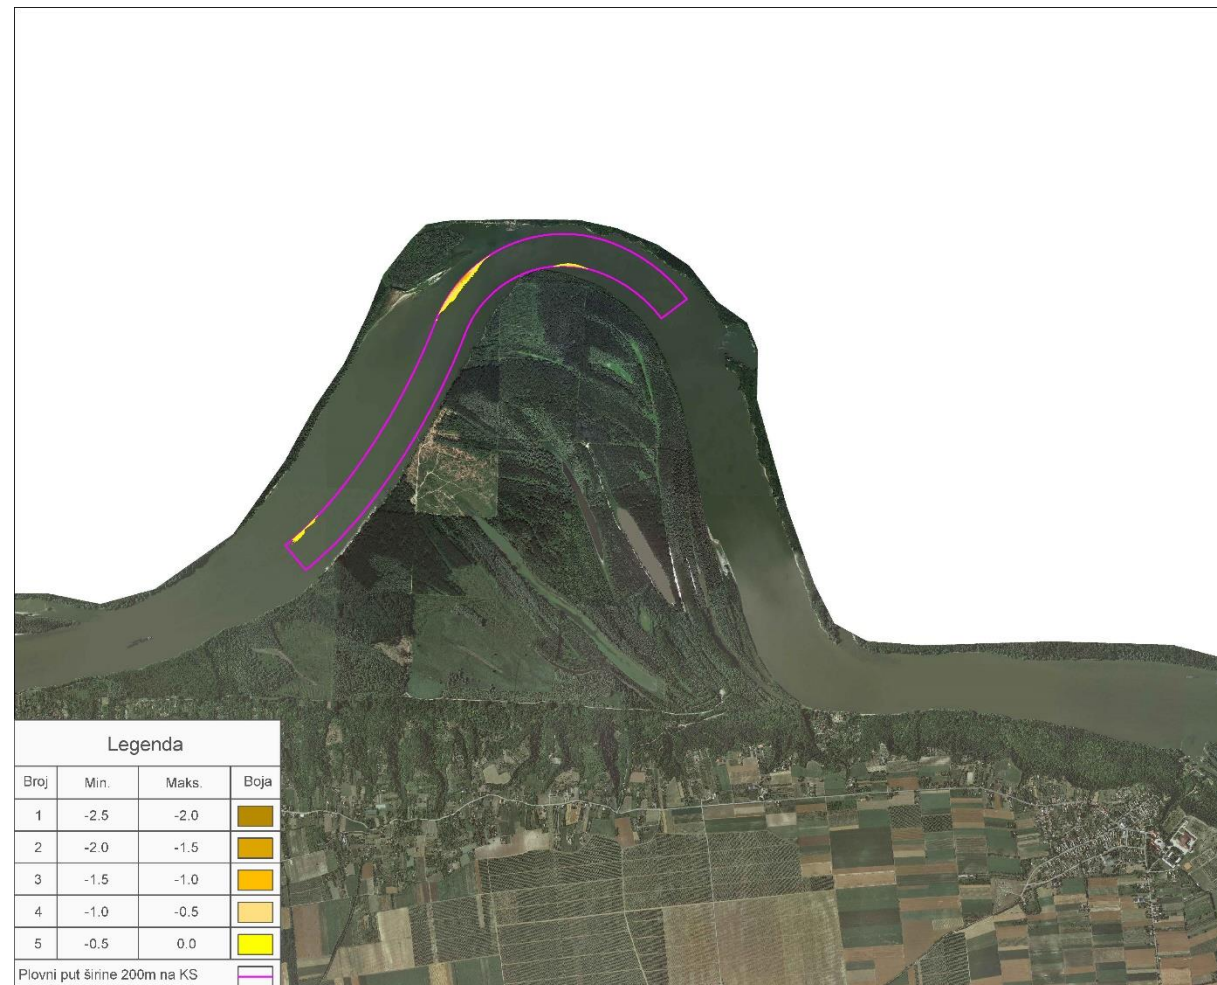 Legenda
Broj Min. Maks. Boja
1 -2.5 -2.0
2 -2.0 -1.5
3 -1.5 -1.0
4 -1.0 -0.5
5 -0.5 0.0
Plovni put širine 200m na KS